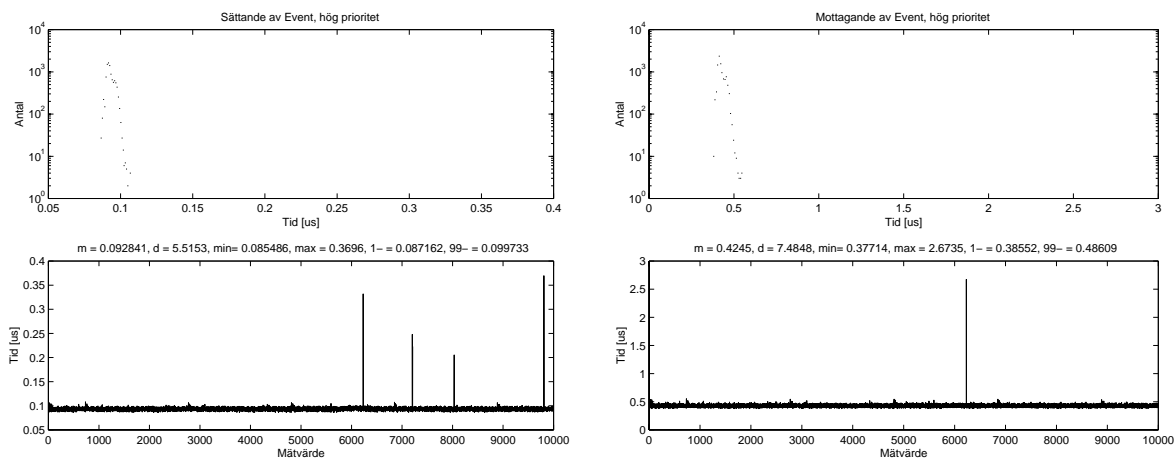 Sättande av Event, hög prioritet
10^4
10^3
10^2
10^1
10^0
Antal
0.05 0.1 0.15 0.2 0.25 0.3 0.35 0.4
Tid [us]
m = 0.092841, d = 5.5153, min= 0.085486, max = 0.3696, 1− = 0.087162, 99− = 0.099733
0.4
0.35
0.3
0.25
0.2
0.15
0.1
0.05
Tid [us]
0 1000 2000 3000 4000 5000 6000 7000 8000 9000 10000
Mätvärde
Mottagande av Event, hög prioritet
10^4
10^3
10^2
10^1
10^0
Antal
0 0.5 1 1.5 2 2.5 3
Tid [us]
m = 0.4245, d = 7.4848, min= 0.37714, max = 2.6735, 1− = 0.38552, 99− = 0.48609
3
2.5
2
1.5
1
0.5
0
Tid [us]
0 1000 2000 3000 4000 5000 6000 7000 8000 9000 10000
Mätvärde